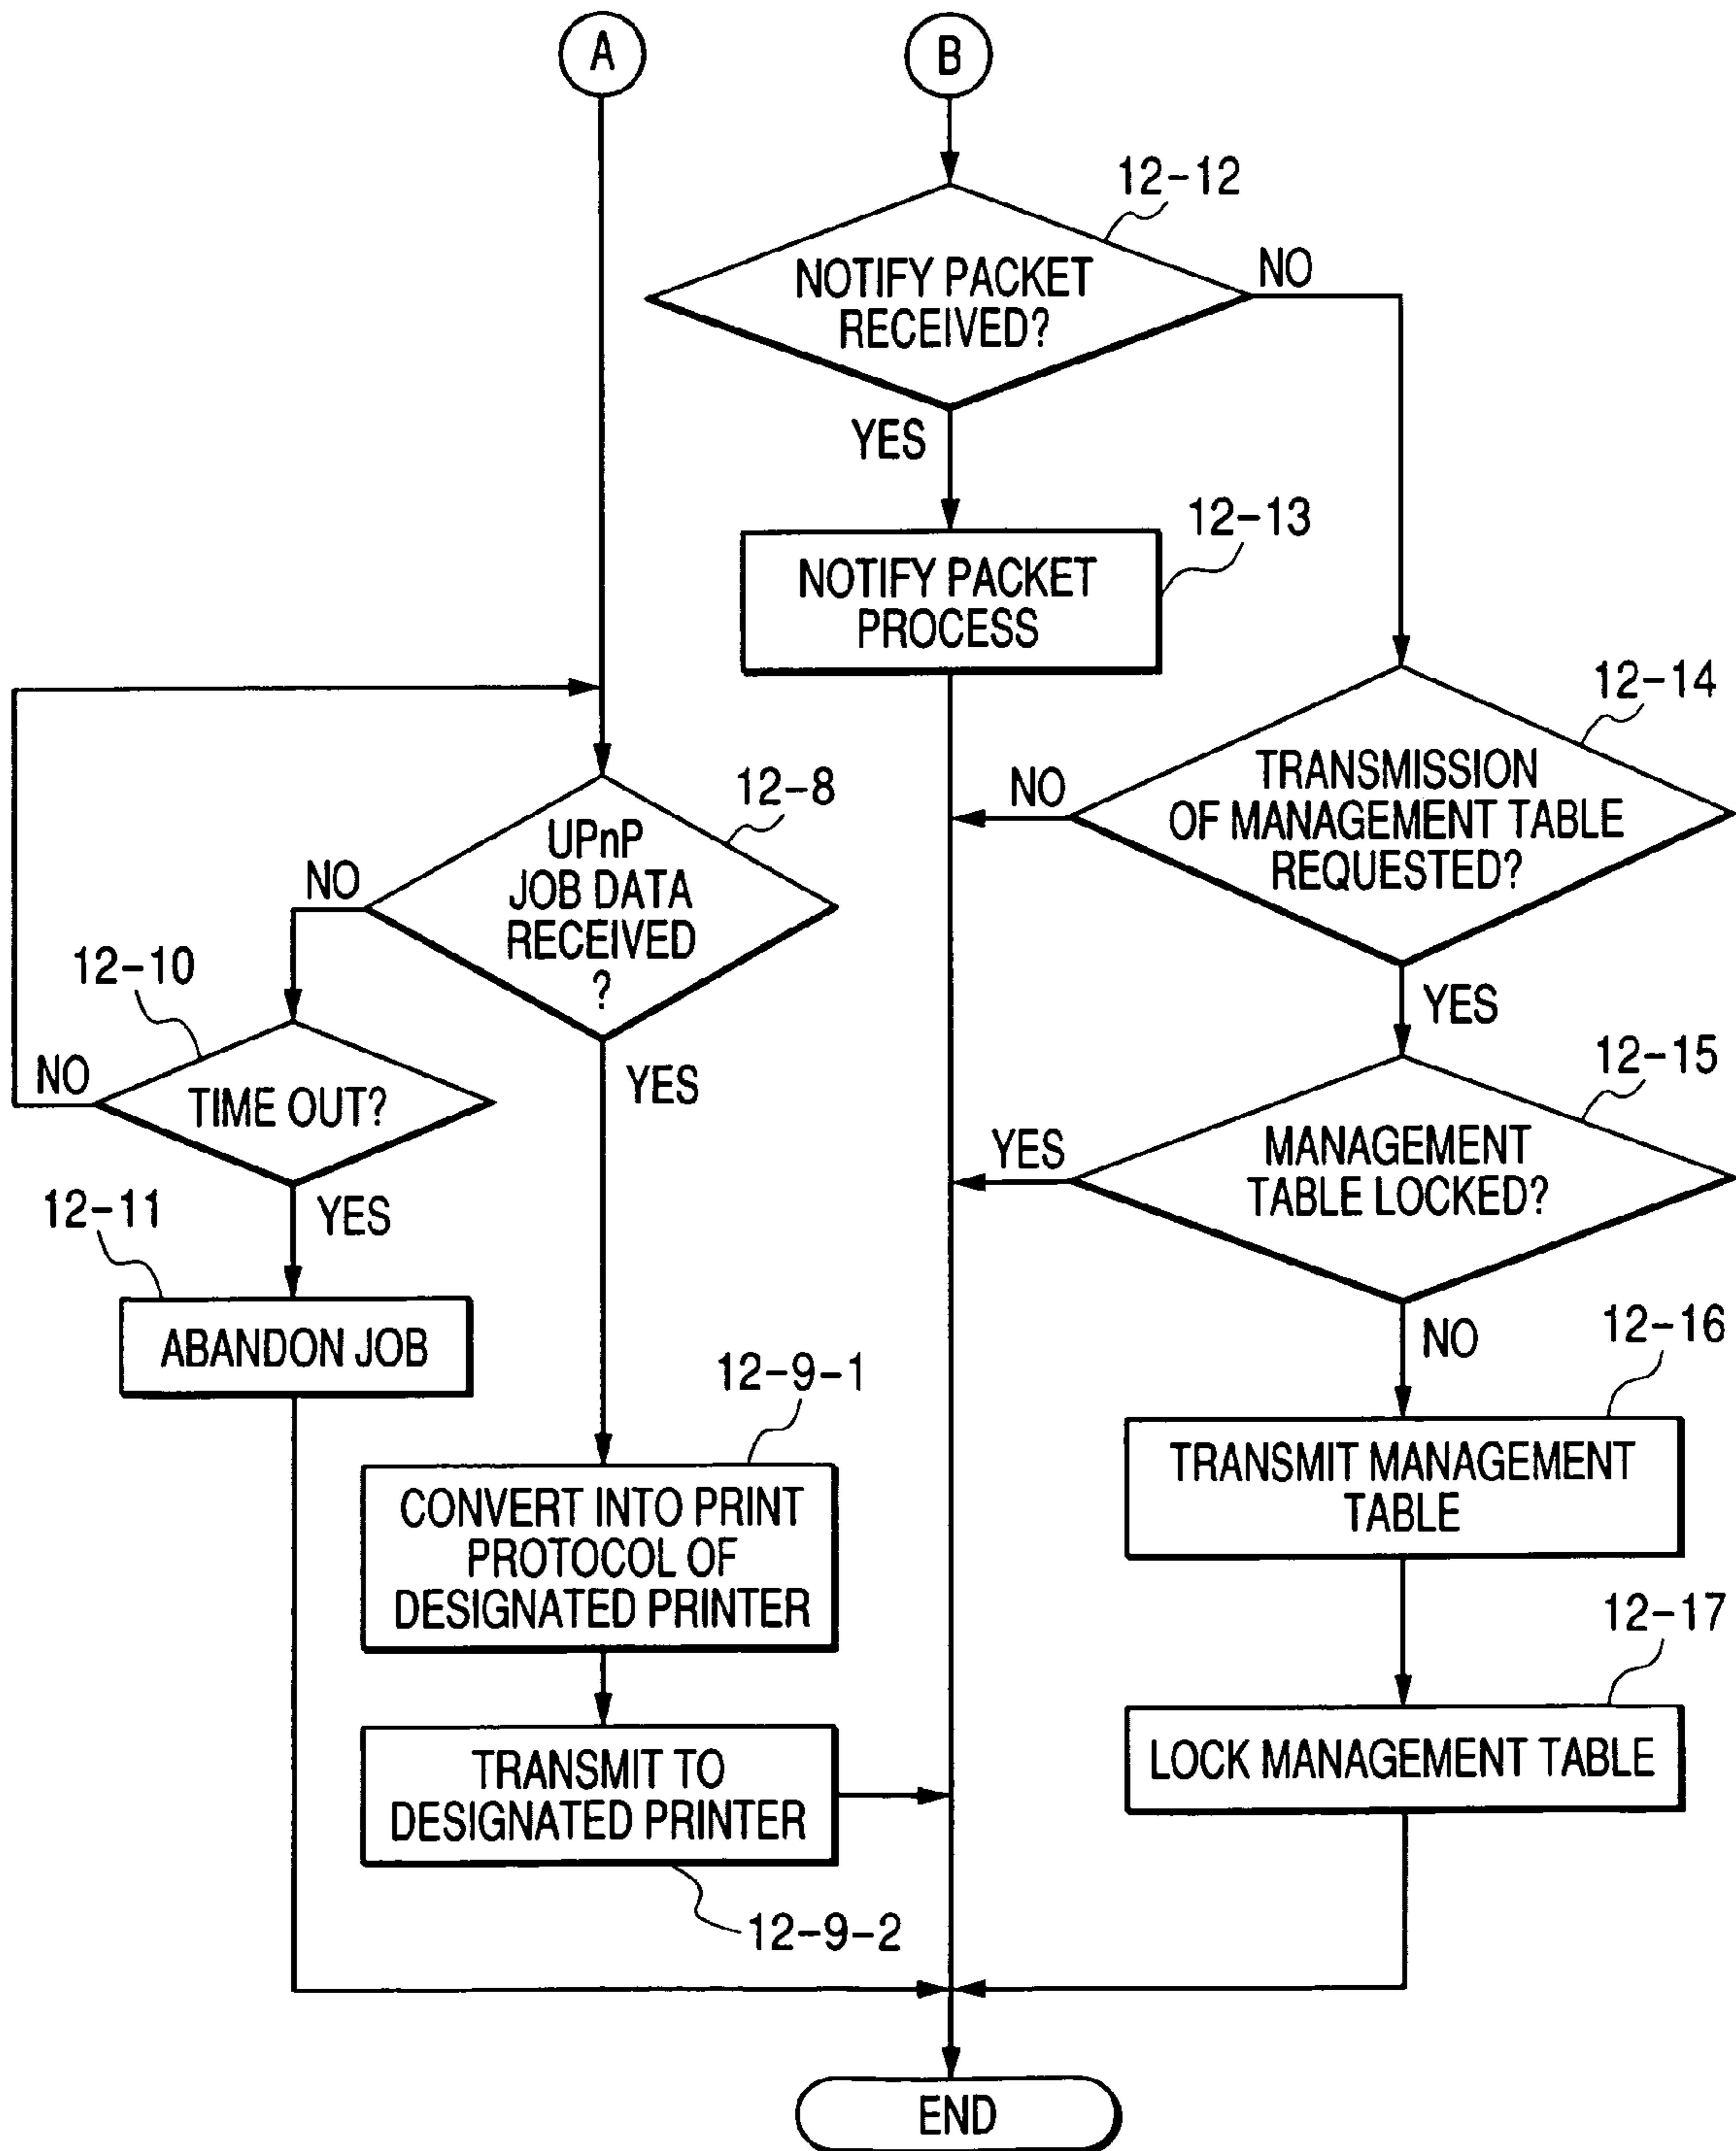 A
B
12-12
NOTIFY PACKET
RECEIVED?
NO
YES
12-13
NOTIFY PACKET
PROCESS
12-14
TRANSMISSION
OF MANAGEMENT TABLE
REQUESTED?
NO
YES
12-8
UPnP
JOB DATA
RECEIVED
?
NO
YES
12-10
TIME OUT?
NO
YES
12-11
ABANDON JOB
12-15
MANAGEMENT
TABLE LOCKED?
YES
NO
12-9-1
CONVERT INTO PRINT
PROTOCOL OF
DESIGNATED PRINTER
12-16
TRANSMIT MANAGEMENT
TABLE
12-17
LOCK MANAGEMENT TABLE
TRANSMIT TO
DESIGNATED PRINTER
12-9-2
END